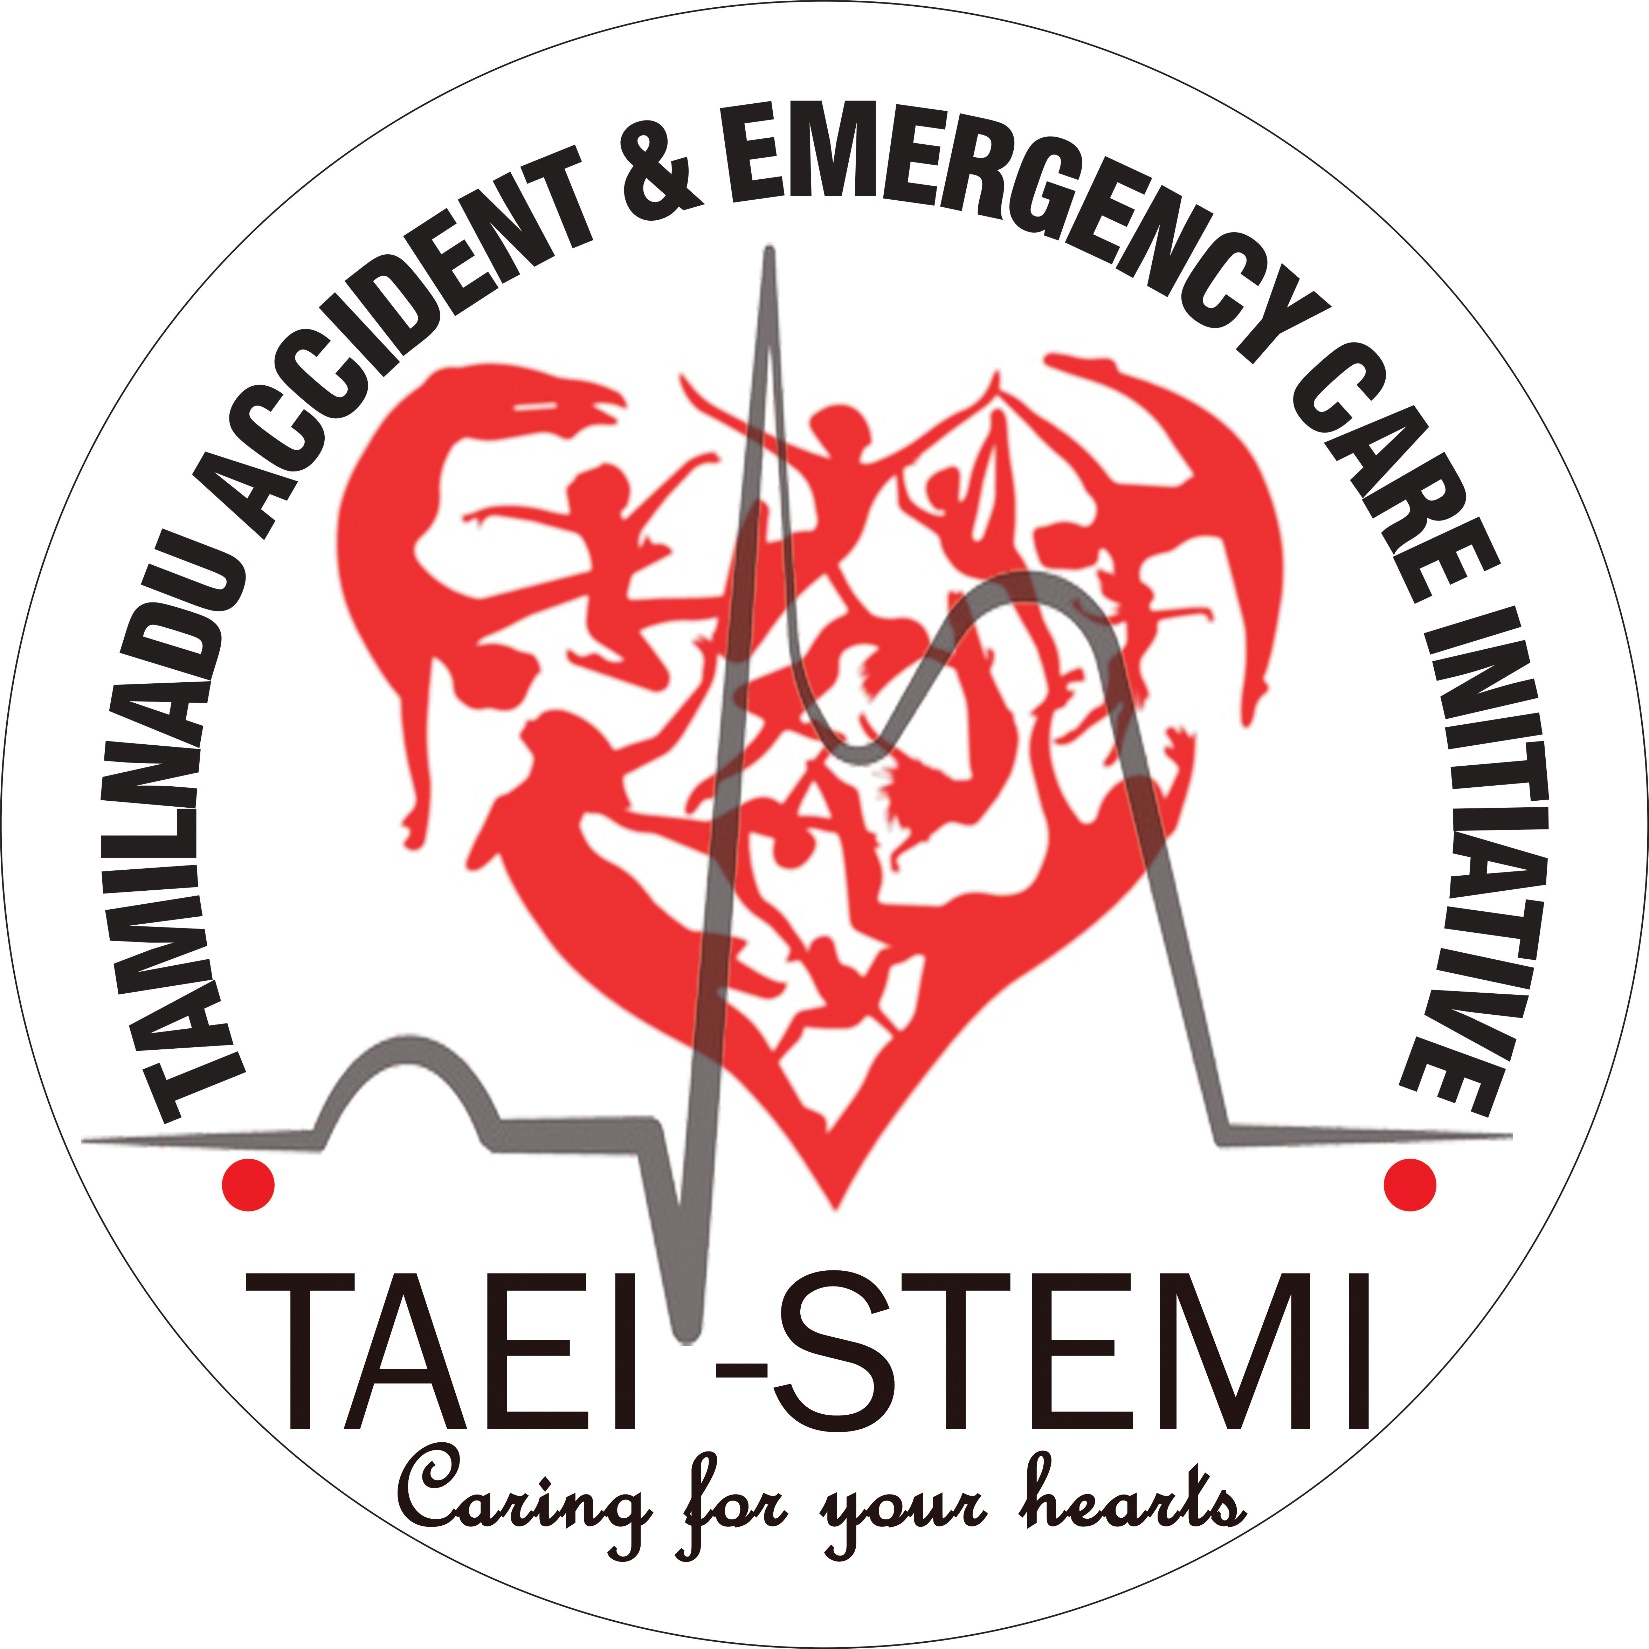 TAMILNADU ACCIDENT & EMERGENCY CARE INITIATIVE
TAEI -STEMI
Caring for your hearts